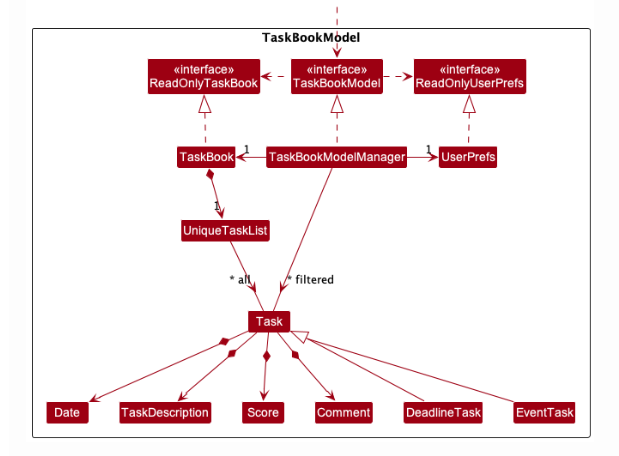 TaskBookModel
«interface»
ReadOnlyTaskBook
«interface»
TaskBookModel
«interface»
ReadOnlyUserPrefs
TaskBook
1
TaskBookModelManager
1
UserPrefs
1
UniqueTaskList
* all
* filtered
Task
Date
TaskDescription
Score
Comment
DeadlineTask
EventTask